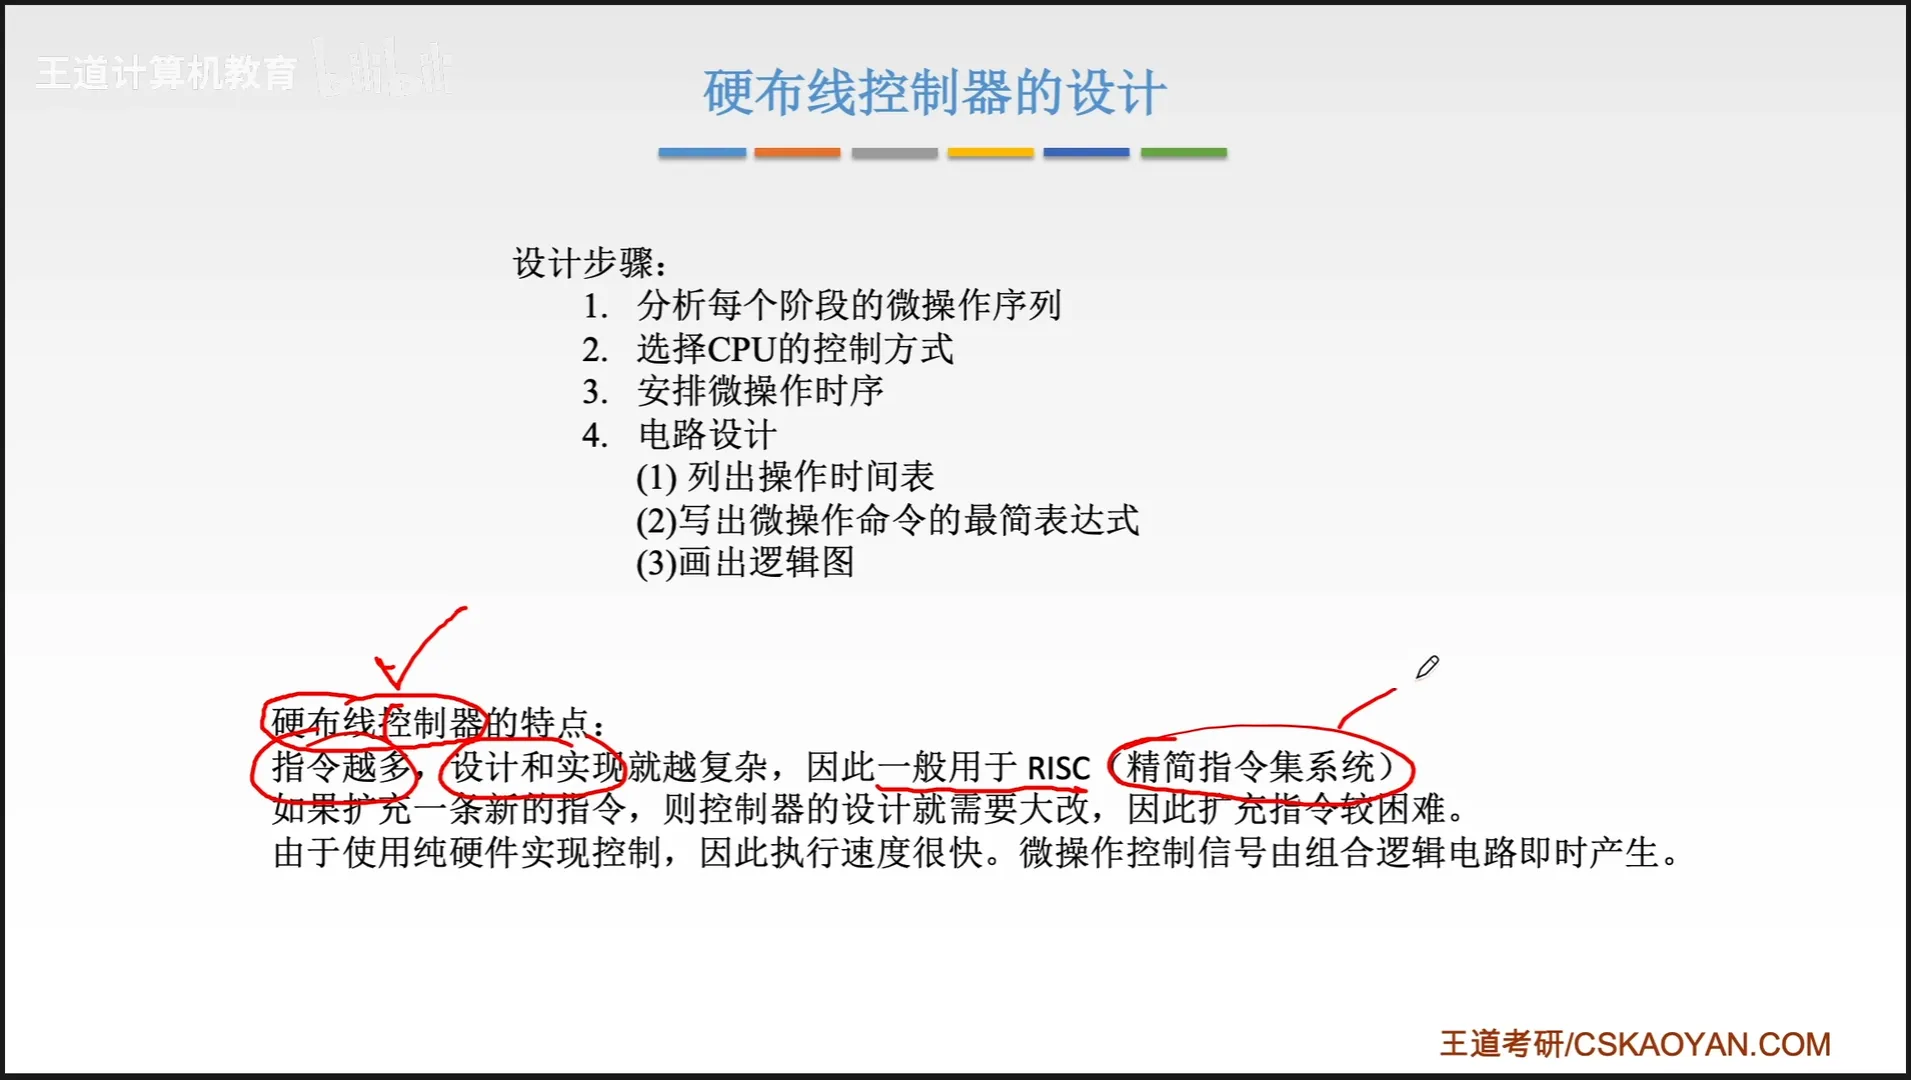 王道计算机教育 bilibili
硬布线控制器的设计
设计步骤：
1. 分析每个阶段的微操作序列
2. 选择CPU的控制方式
3. 安排微操作时序
4. 电路设计
(1) 列出操作时间表
(2)写出微操作命令的最简表达式
(3)画出逻辑图
硬布线控制器的特点：
指令越多，设计和实现就越复杂，因此一般用于 RISC（精简指令集系统）
如果扩充一条新的指令，则控制器的设计就需要大改，因此扩充指令较困难。
由于使用纯硬件实现控制，因此执行速度很快。微操作控制信号由组合逻辑电路即时产生。
王道考研/CSKAOYAN.COM